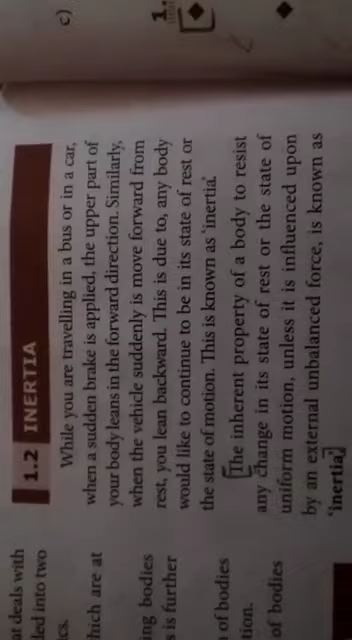 1.2 INERTIA
While you are travelling in a bus or in a car,
when a sudden brake is applied, the upper part of
your body leans in the forward direction. Similarly,
when the vehicle suddenly is move forward from
rest, you lean backward. This is due to, any body
would like to continue to be in its state of rest or
the state of motion. This is known as 'inertia'.
The inherent property of a body to resist
any change in its state of rest or the state of
uniform motion, unless it is influenced upon
by an external unbalanced force, is known as
'inertia'
at deals with
led into two
ics.
hich are at
ing bodies
is further
of bodies
tion.
of bodies
c)
1.